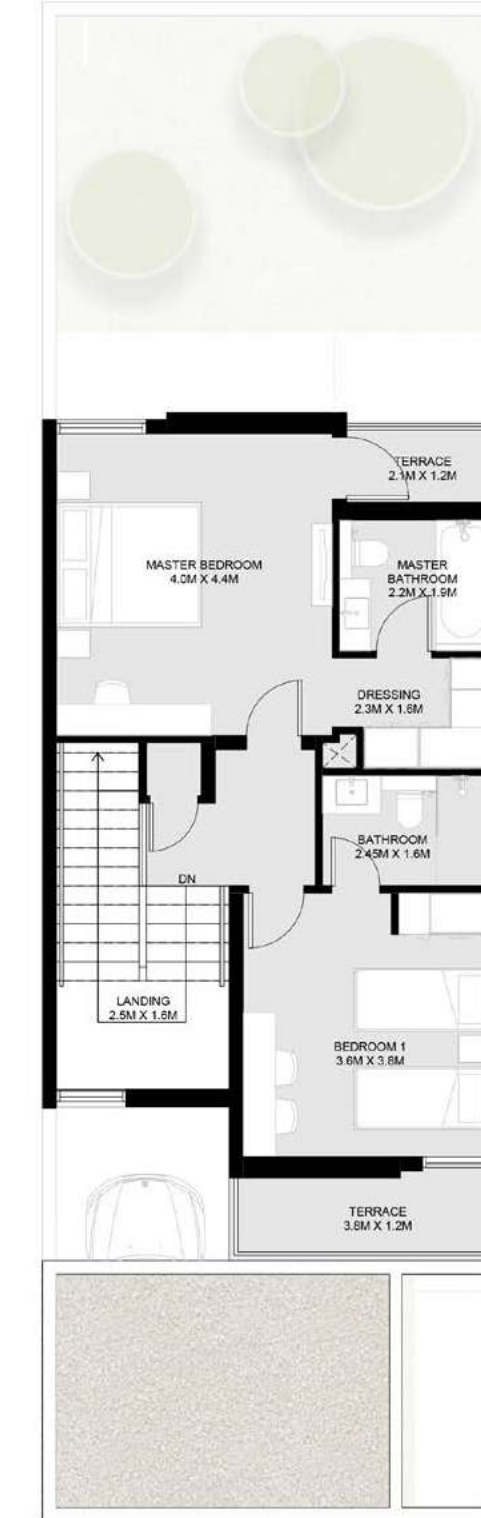 TERRACE
2.1M X 1.2M
MASTER BEDROOM
4.0M X 4.4M
MASTER
BATHROOM
2.2M X 1.9M
DRESSING
2.3M X 1.6M
BATHROOM
2.45M X 1.6M
DN
LANDING
2.5M X 1.6M
BEDROOM 1
3.6M X 3.8M
TERRACE
3.8M X 1.2M